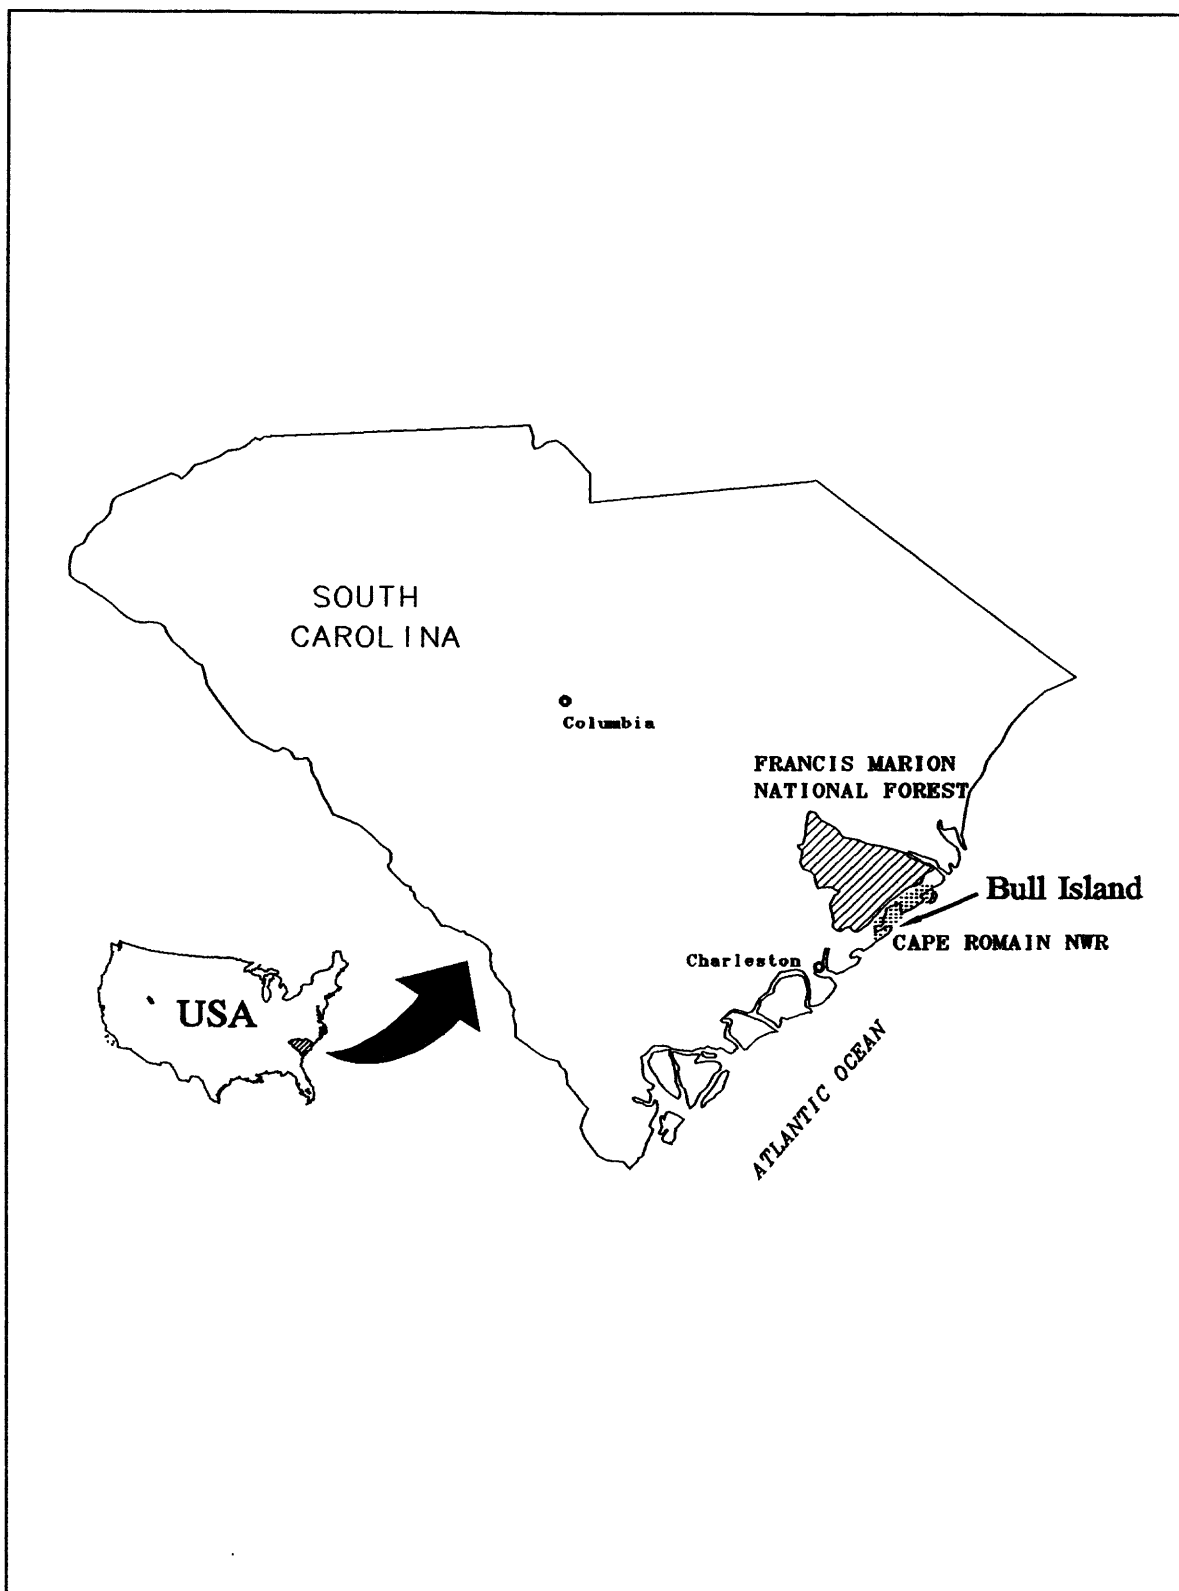 SOUTH
CAROLINA
Columbia
FRANCIS MARION
NATIONAL FOREST
Bull Island
CAPE ROMAIN NWR
Charleston
USA
ATLANTIC OCEAN